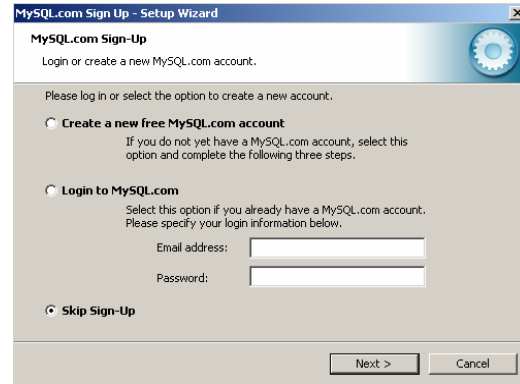 MySQL.com Sign Up - Setup Wizard
MySQL.com Sign-Up
Login or create a new MySQL.com account.
Please log in or select the option to create a new account.
Create a new free MySQL.com account
If you do not yet have a MySQL.com account, select this
option and complete the following three steps.
Login to MySQL.com
Select this option if you already have a MySQL.com account.
Please specify your login information below.
Email address:
Password:
Skip Sign-Up
Next >
Cancel